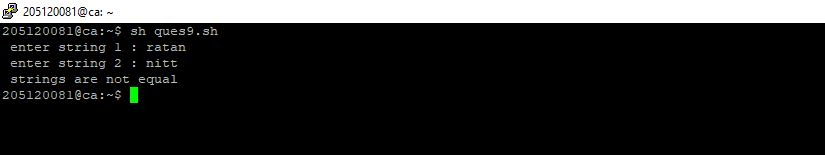 205120081@ca: ~
205120081@ca:~$ sh ques9.sh
enter string 1 : ratan
enter string 2 : nitt
strings are not equal
205120081@ca:~$